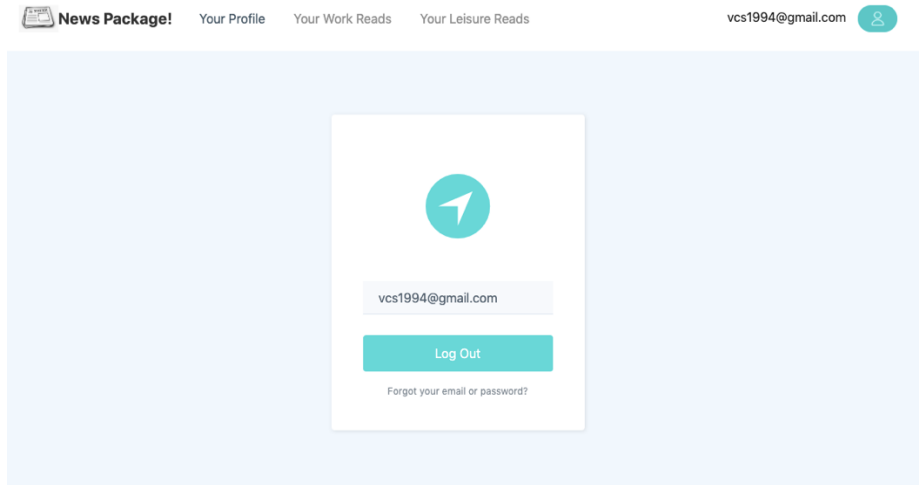 News Package! Your Profile Your Work Reads Your Leisure Reads vcs1994@gmail.com
vcs1994@gmail.com
Log Out
Forgot your email or password?